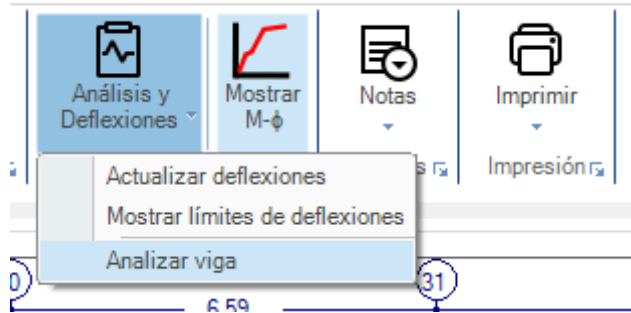 Análisis y
Deflexiones
Mostrar
M-ϕ
Notas
Imprimir
Impresión
Actualizar deflexiones
Mostrar límites de deflexiones
Analizar viga
31
6.59